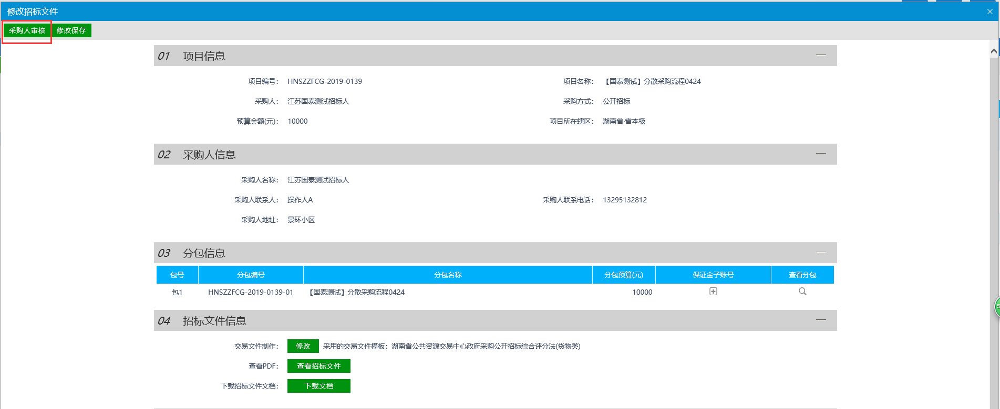 修改招标文件
采购人审核 修改保存
01 项目信息
项目编号： HNSZZFCG-2019-0139 项目名称： 【国泰测试】分散采购流程0424
采购人： 江苏国泰测试招标人 采购方式： 公开招标
预算金额(元)： 10000 项目所在辖区： 湖南省·省本级
02 采购人信息
采购人名称： 江苏国泰测试招标人
采购人联系人： 操作人A 采购人联系电话： 13295132812
采购人地址： 景环小区
03 分包信息
包号 分包编号 分包名称 分包预算(元) 保证金子账号 查看分包
包1 HNSZZFCG-2019-0139-01 【国泰测试】分散采购流程0424 10000
04 招标文件信息
交易文件制作： 修改 采用的交易文件模板：湖南省公共资源交易中心政府采购公开招标综合评分法(货物类)
查看PDF： 查看招标文件
下载招标文件文档： 下载文档